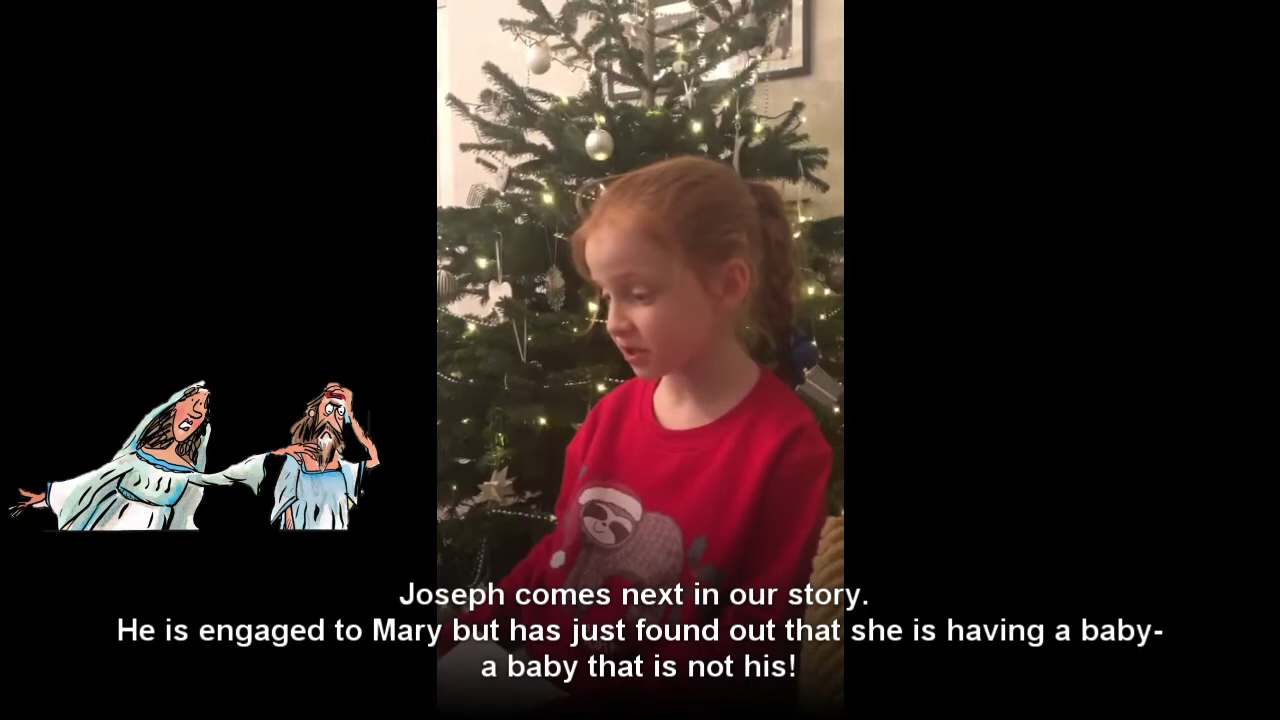 Joseph comes next in our story.
He is engaged to Mary but has just found out that she is having a baby-
a baby that is not his!